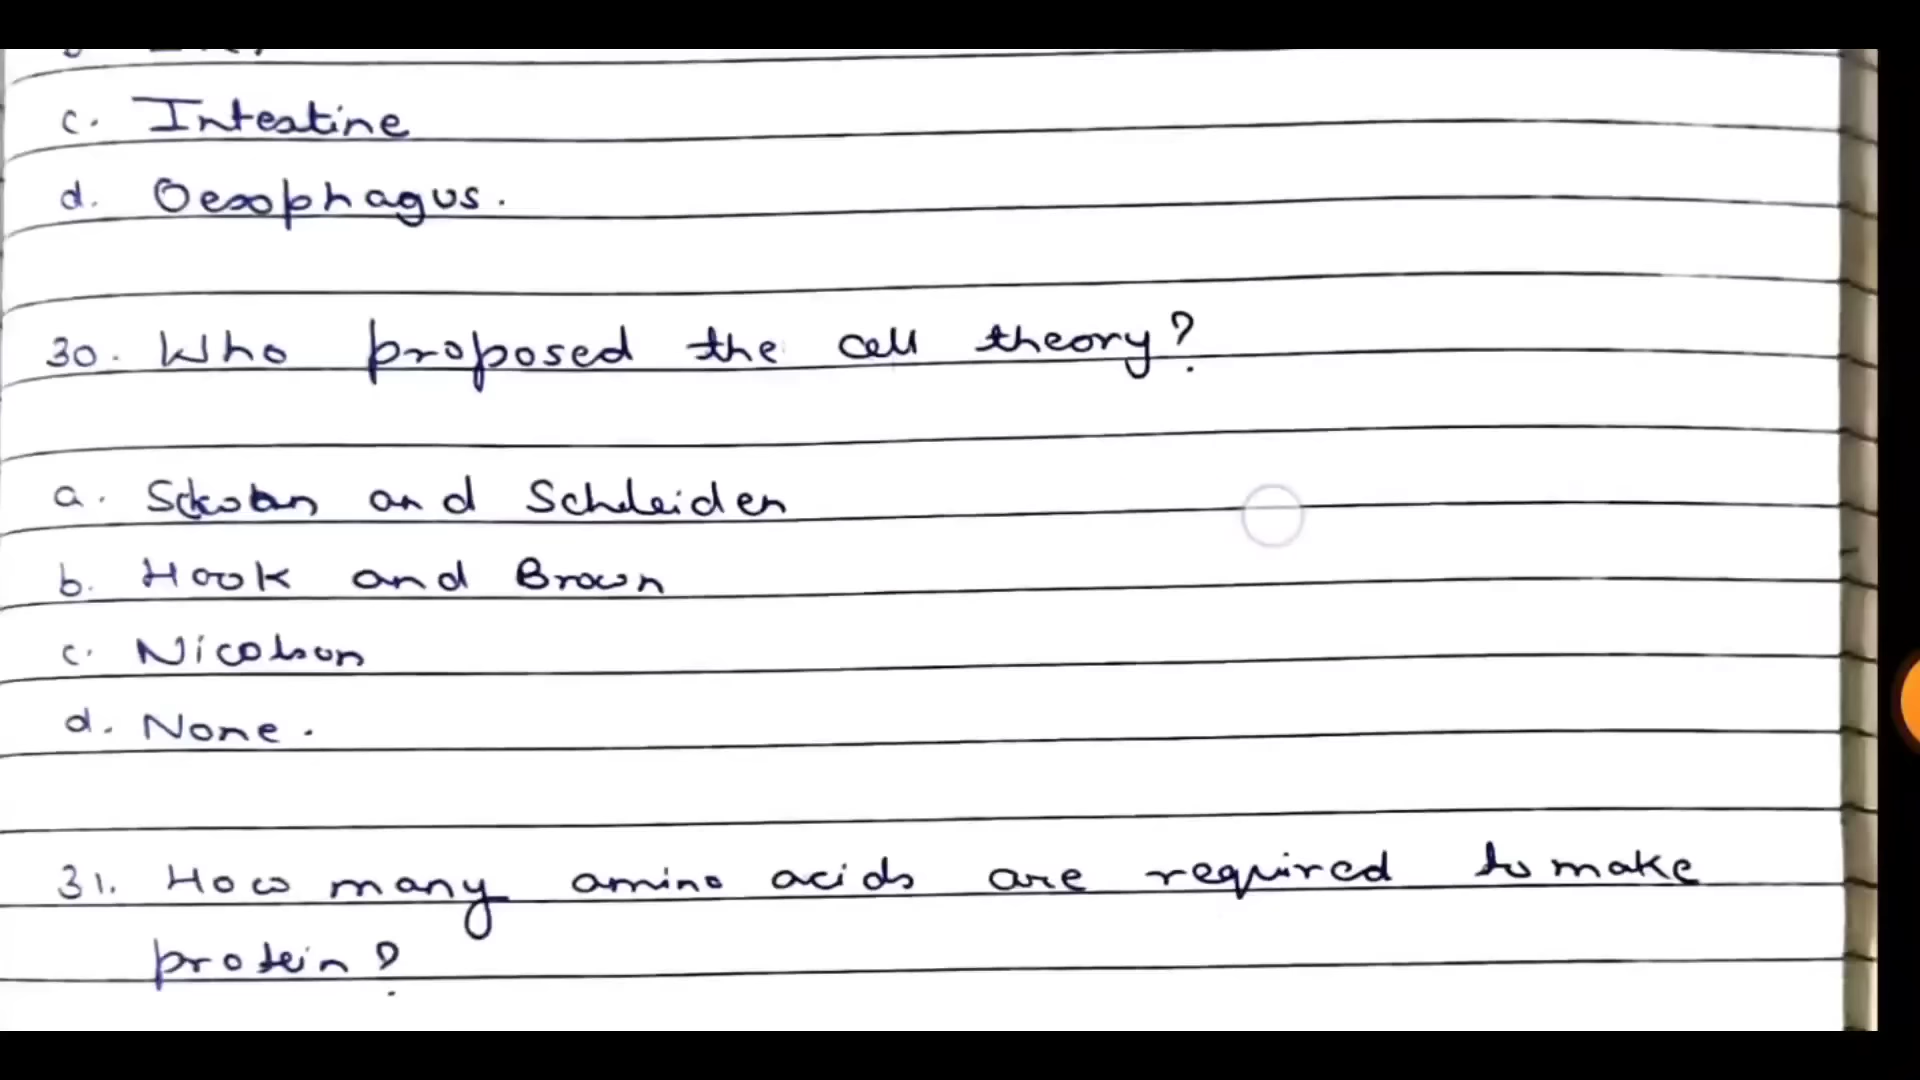 c. Intestine
d. Oesophagus.
30. Who proposed the cell theory?
a. and Schleiden
b. Hook and Brown
c. Nicolson
d. None.
31. How many amino acids are required to make
protein?